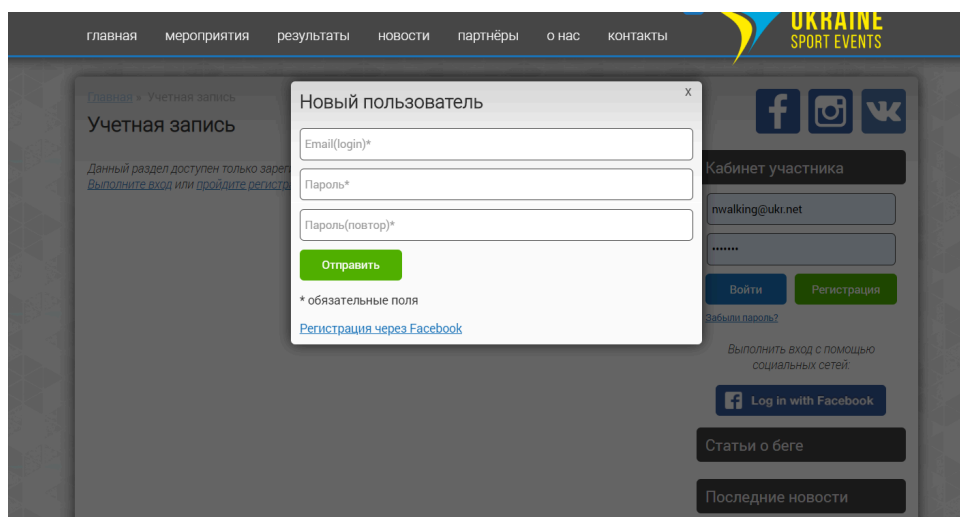 главная мероприятия результаты новости партнёры о нас контакты
UKRAINE
SPORT EVENTS
Главная » Учетная запись
Учетная запись
Данный раздел доступен только
Выполните вход или пройдите
Новый пользователь
X
Email(login)*
Пароль*
Пароль(повтор)*
Отправить
* обязательные поля
Регистрация через Facebook
Кабинет участника
nwalking@ukr.net
•••••••
Войти Регистрация
Забыли пароль?
Выполнить вход с помощью
социальных сетей:
Log in with Facebook
Статьи о беге
Последние новости